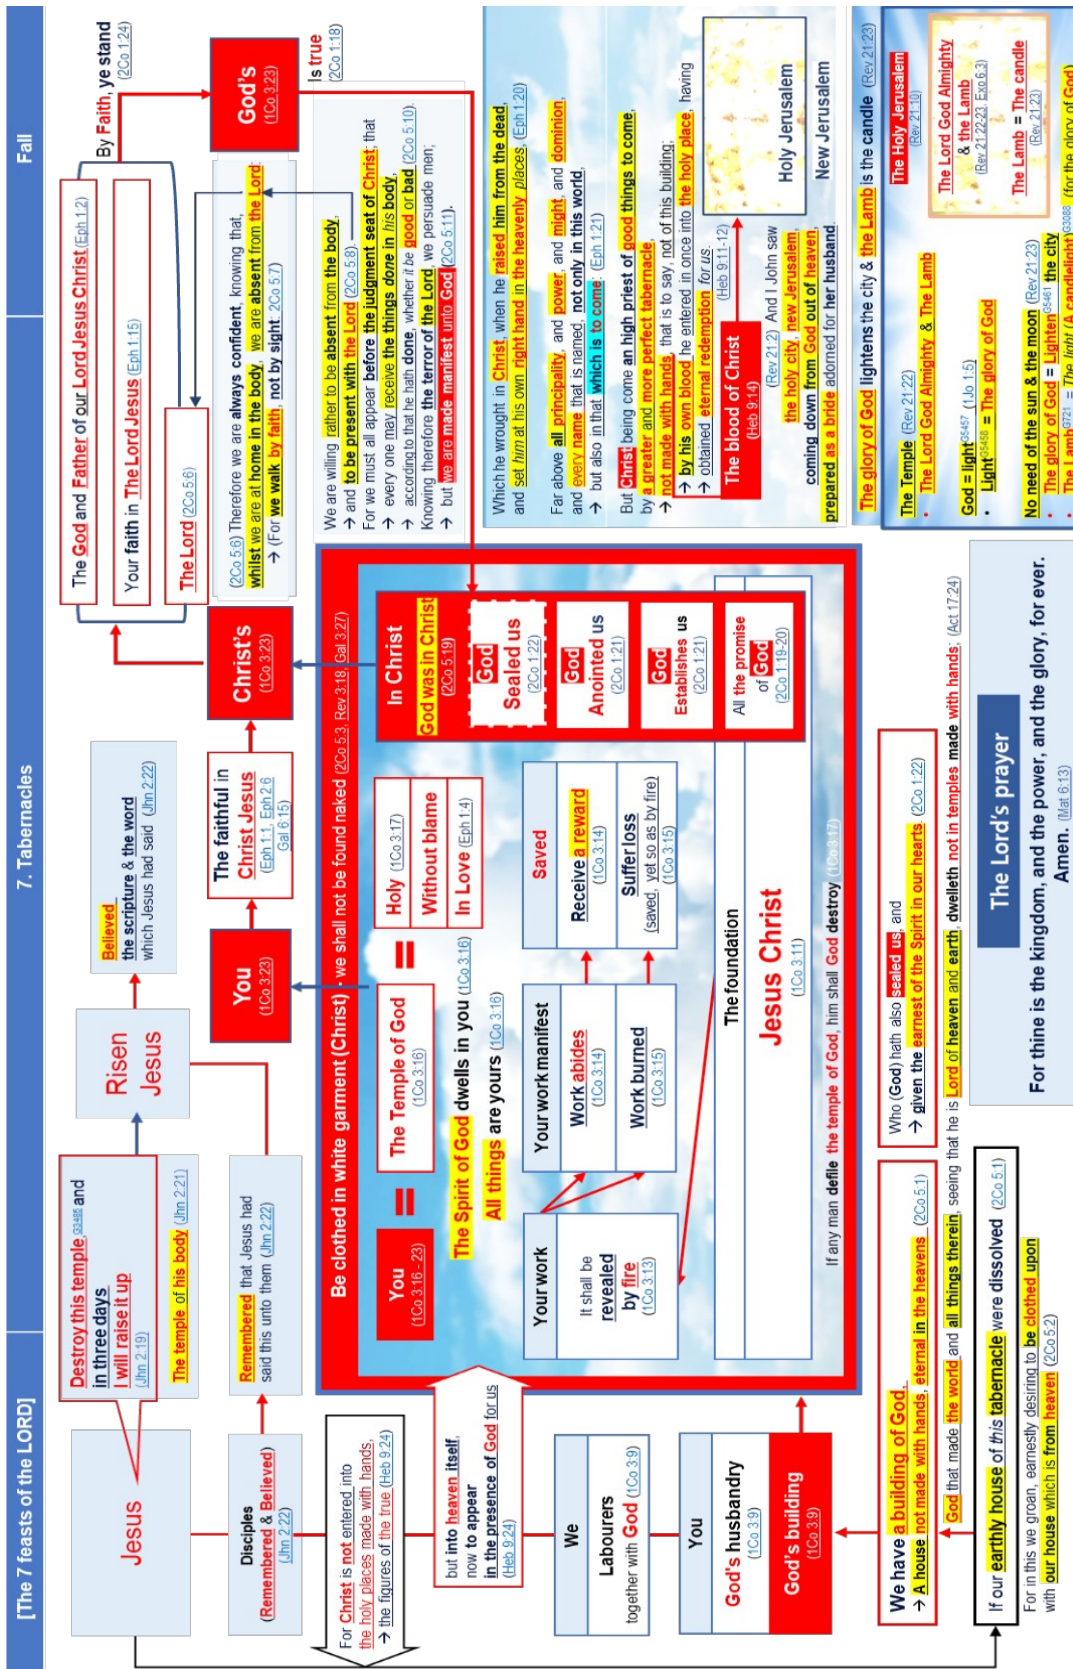 [The 7 feasts of the LORD]
7. Tabernacles
Fall
Jesus
Destroy this temple,G3485 and
in three days
I will raise it up
(Jhn 2:19)
The temple of his body (Jhn 2:21)
Risen
Jesus
Believed
the scripture & the word
which Jesus had said (Jhn 2:22)
Disciples
(Remembered & Believed)
(Jhn 2:22)
Remembered that Jesus had
said this unto them (Jhn 2:22)
You
(1Co 3:23)
The faithful in
Christ Jesus
(Eph 1:1, Eph 2:6
Gal 6:15)
Christ's
(1Co 3:23)
The God and Father of our Lord Jesus Christ (Eph 1:2)
Your faith in The Lord Jesus (Eph 1:15)
The Lord (2Co 5:6)
By Faith, ye stand
(2Co 1:24)
God's
(1Co 3:23)
Is true
(2Co 1:18)
(2Co 5:6) Therefore we are always confident, knowing that,
whilst we are at home in the body, we are absent from the Lord:
→ (For we walk by faith, not by sight: 2Co 5:7)
We are willing rather to be absent from the body,
→ and to be present with the Lord (2Co 5:8).
For we must all appear before the judgment seat of Christ; that
→ every one may receive the things done in his body,
→ according to that he hath done, whether it be good or bad (2Co 5:10).
Knowing therefore the terror of the Lord, we persuade men;
→ but we are made manifest unto God (2Co 5:11).
For Christ is not entered into
the holy places made with hands,
→ the figures of the true (Heb 9:24)
but into heaven itself,
now to appear
in the presence of God for us
(Heb 9:24)
We
Labourers
together with God (1Co 3:9)
You
God's husbandry
(1Co 3:9)
God's building
(1Co 3:9)
Be clothed in white garment (Christ) - we shall not be found naked (2Co 5:3, Rev 3:18, Gal 3:27)
You
(1Co 3:16 - 23)
=
The Temple of God
(1Co 3:16)
=
Holy (1Co 3:17)
Without blame
In Love (Eph 1:4)
The Spirit of God dwells in you (1Co 3:16)
All things are yours (1Co 3:16)
Your work
It shall be
revealed
by fire
(1Co 3:13)
Your work manifest
Work abides
(1Co 3:14)
Work burned
(1Co 3:15)
Saved
Receive a reward
(1Co 3:14)
Suffer loss
(saved, yet so as by fire)
(1Co 3:15)
The foundation
Jesus Christ
(1Co 3:11)
If any man defile the temple of God, him shall God destroy (1Co 3:17)
In Christ
God was in Christ
(2Co 5:19)
God
Sealed us
(2Co 1:22)
God
Anointed us
(2Co 1:21)
God
Establishes us
(2Co 1:21)
All the promise
of God
(2Co 1:19-20)
Which he wrought in Christ, when he raised him from the dead,
and set him at his own right hand in the heavenly places, (Eph 1:20)
Far above all principality, and power, and might, and dominion,
and every name that is named, not only in this world,
→ but also in that which is to come: (Eph 1:21)
But Christ being come an high priest of good things to come,
by a greater and more perfect tabernacle,
→ not made with hands, that is to say, not of this building;
→ by his own blood he entered in once into the holy place, having
→ obtained eternal redemption for us.
(Heb 9:11-12)
The blood of Christ
(Heb 9:14)
Holy Jerusalem
New Jerusalem
(Rev 21:2) And I John saw
the holy city, new Jerusalem,
coming down from God out of heaven,
prepared as a bride adorned for her husband.
We have a building of God,
→ A house not made with hands, eternal in the heavens (2Co 5:1)
Who (God) hath also sealed us, and
→ given the earnest of the Spirit in our hearts. (2Co 1:22)
God that made the world and all things therein, seeing that he is Lord of heaven and earth, dwelleth not in temples made with hands; (Act 17:24)
If our earthly house of this tabernacle were dissolved (2Co 5:1)
For in this we groan, earnestly desiring to be clothed upon
with our house which is from heaven (2Co 5:2)
The Lord's prayer
For thine is the kingdom, and the power, and the glory, for ever.
Amen. (Mat 6:13)
The glory of God lightens the city & the Lamb is the candle (Rev 21:23)
The Temple (Rev 21:22)
• The Lord God Almighty & The Lamb
God = lightG5457 (1Jo 1:5)
• LightG5458 = The glory of God
No need of the sun & the moon (Rev 21:23)
• The glory of God = LightenG5461 the city
• The LambG721 = The light (A candlelight)G3088 (for the glory of God)
The Holy Jerusalem
(Rev 21:10)
The Lord God Almighty
& the Lamb
(Rev 21:22-23, Exo 6:3)
The Lamb = The candle
(Rev 21:23)